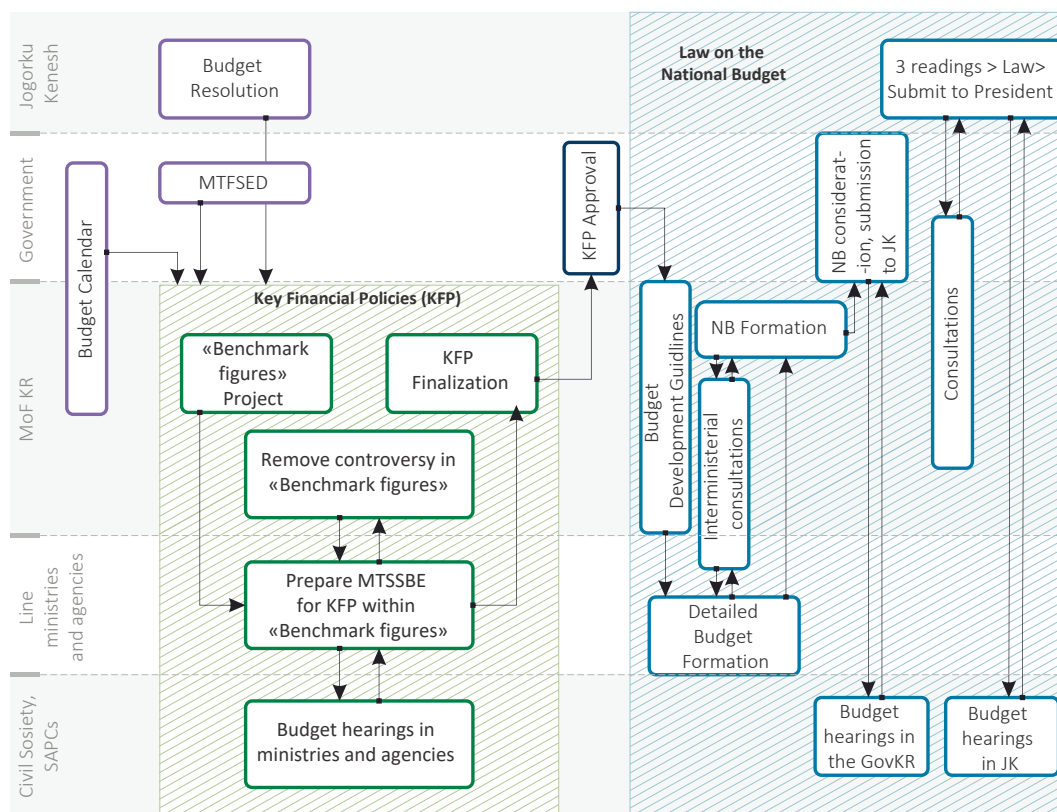 Jogorku
Kenesh
Budget
Resolution
Law on the
National Budget
3 readings > Law>
Submit to President
Government
Budget Calendar
MTFSED
KFP Approval
NB considerat-
-ion, submission
to JK
Consultations
MoF KR
Key Financial Policies (KFP)
«Benchmark
figures»
Project
KFP
Finalization
Remove controversy in
«Benchmark figures»
Budget
Development Guidlines
NB Formation
Interministerial
consultations
Line
ministries
and agencies
Prepare MTSSBE
for KFP within
«Benchmark figures»
Detailed
Budget
Formation
Civil Sosiety,
SAPCs
Budget hearings in
ministries and agencies
Budget
hearings in
the GovKR
Budget
hearings
in JK